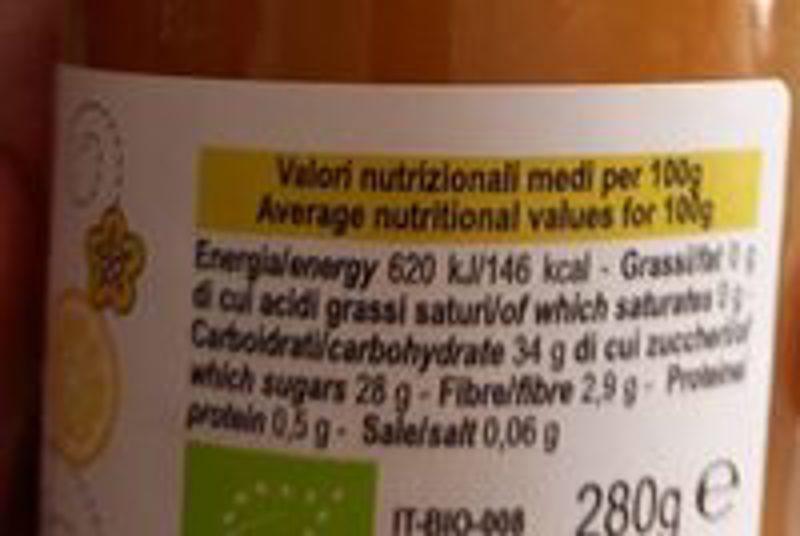 Valori nutrizionali medi per 100g
Average nutritional values for 100g
Energia/energy 620 kJ/146 kcal - Grassi/fat 0 g
di cui acidi grassi saturi/of which saturates 0 g -
Carboidrati/carbohydrate 34 g di cui zuccheri/of
which sugars 28 g - Fibre/fibre 2,9 g - Proteine/
protein 0,5 g - Sale/salt 0,06 g
IT-BIO-008
280g e